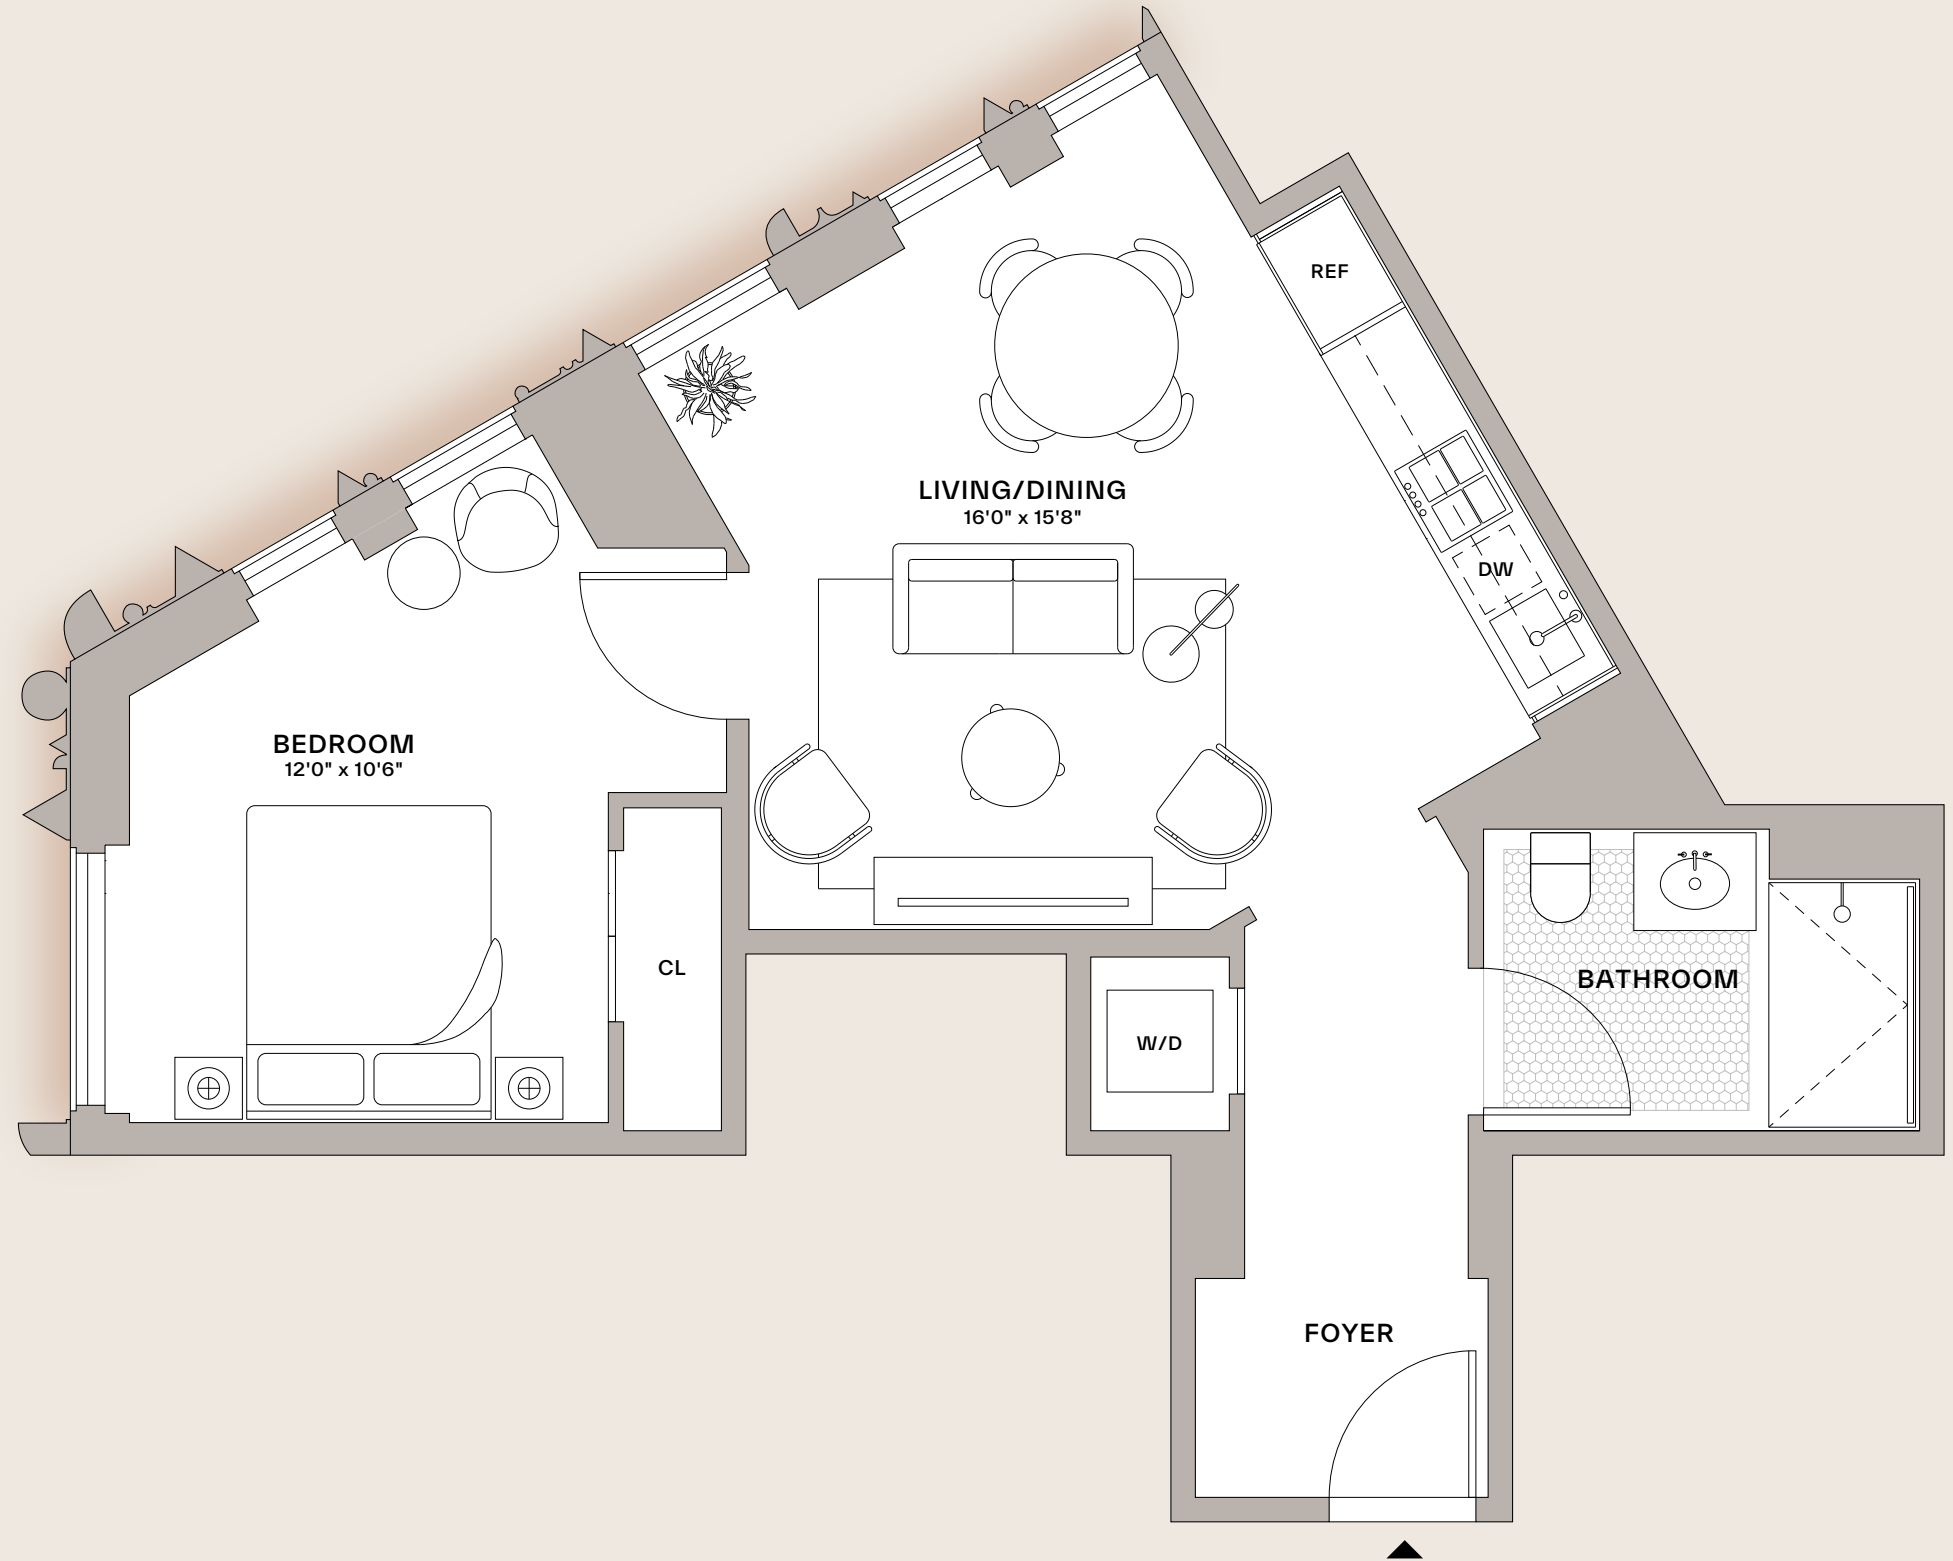 REF
LIVING/DINING
16'0" x 15'8"
DW
BEDROOM
12'0" x 10'6"
CL
BATHROOM
W/D
FOYER